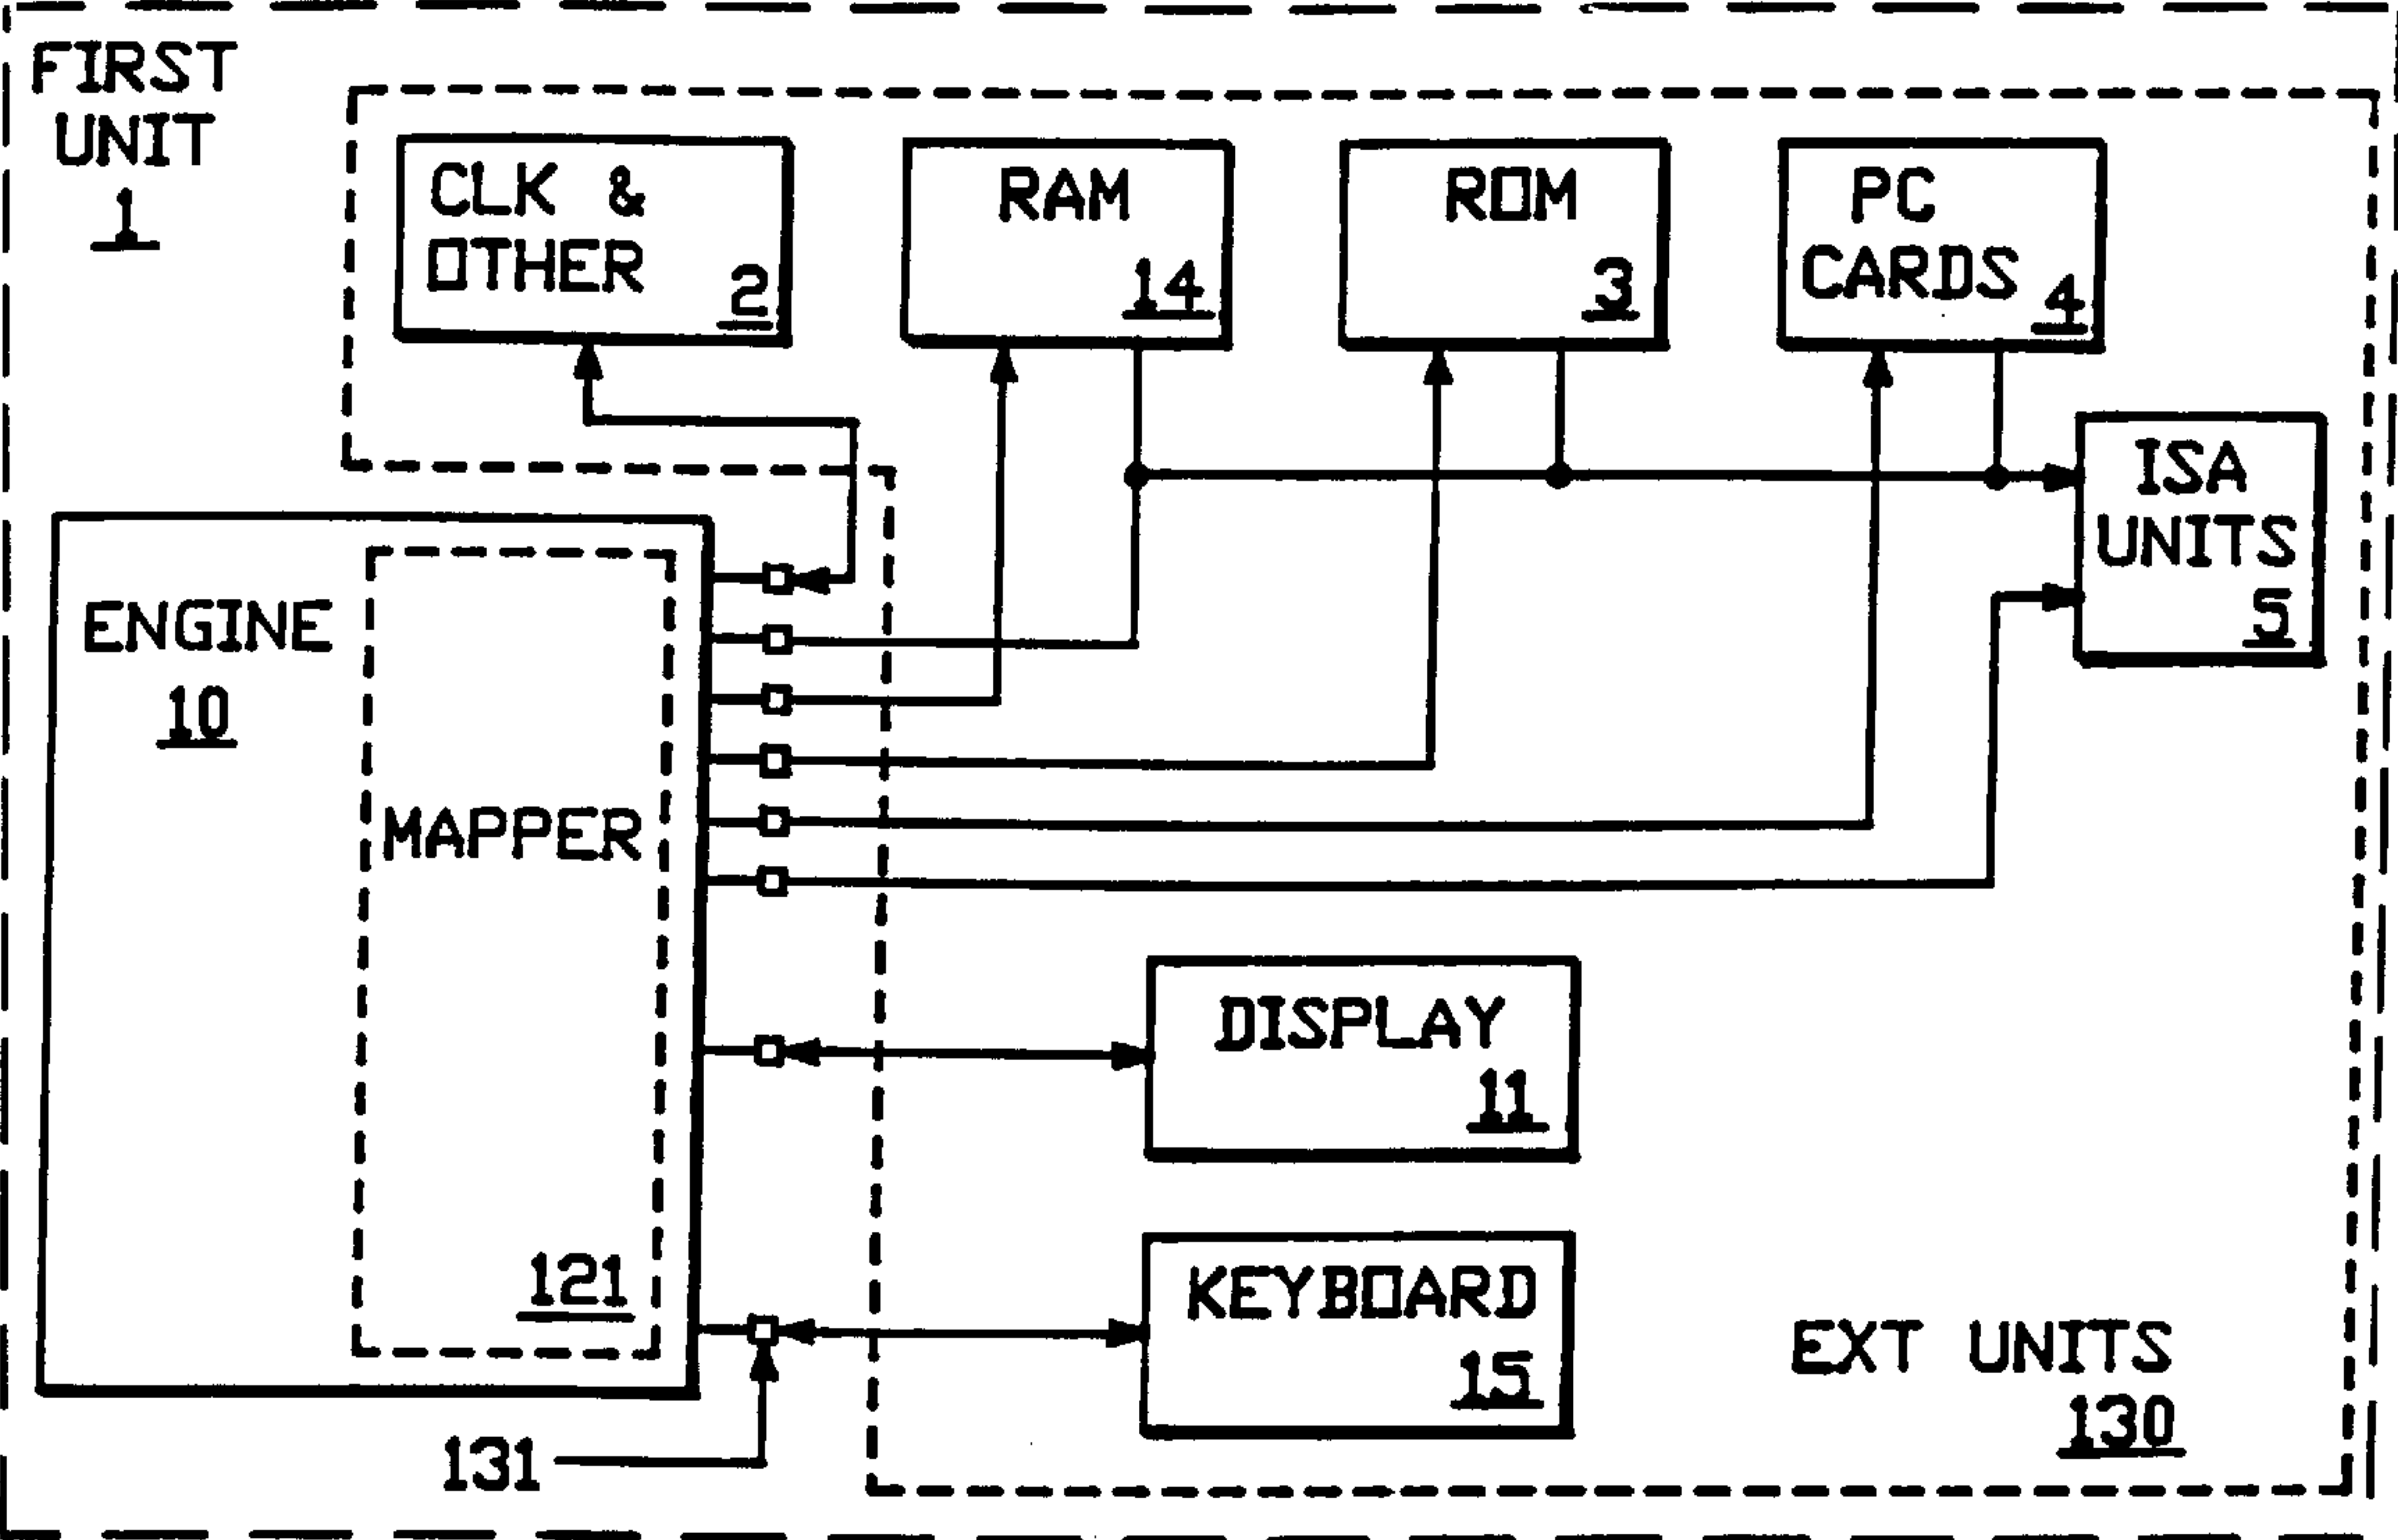 FIRST
UNIT
1
CLK &
OTHER
2
RAM
14
ROM
3
PC
CARDS
4
ISA
UNITS
5
ENGINE
10
MAPPER
121
DISPLAY
11
KEYBOARD
15
EXT UNITS
130
131